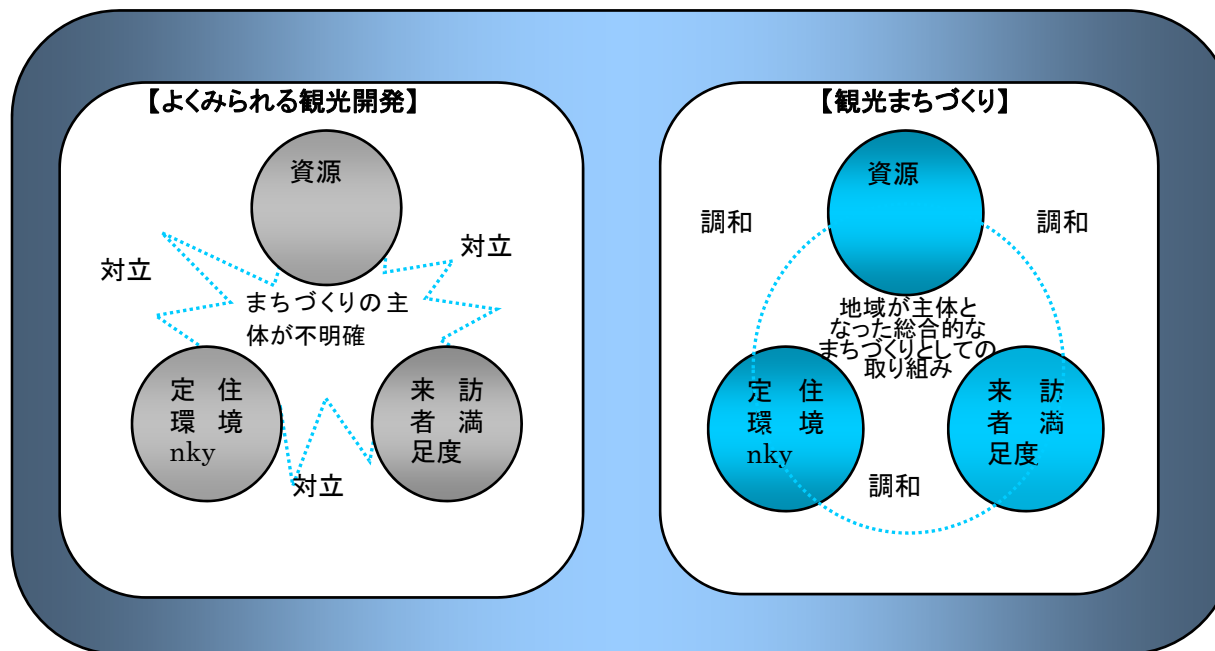 【よくみられる観光開発】
資源
対立
対立
まちづくりの主
体が不明確
定住
環境
nky
来訪
者満
足度
対立
【観光まちづくり】
資源
調和
調和
地域が主体と
なった総合的な
まちづくりとしての
取り組み
定住
環境
nky
来訪
者満
足度
調和